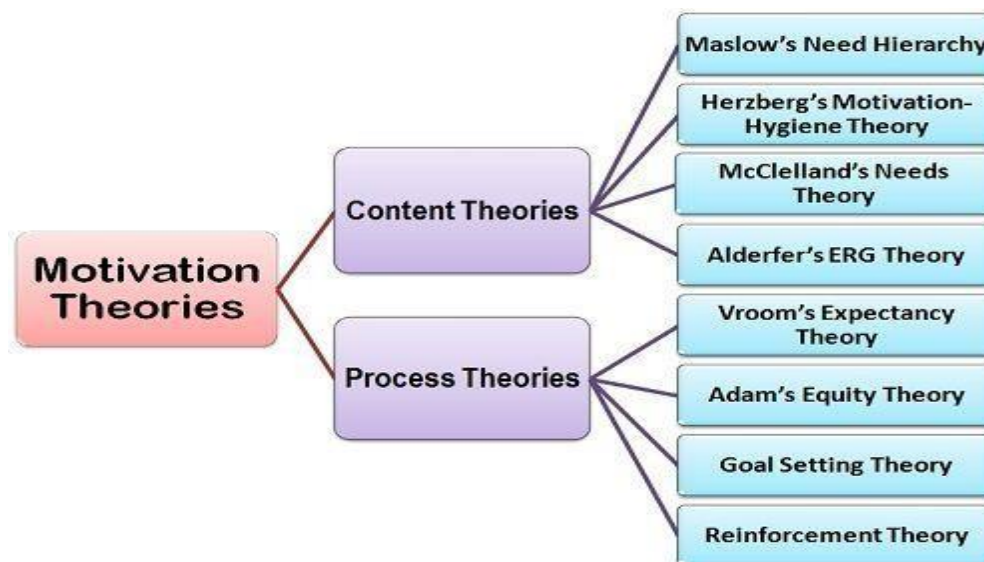 Motivation
Theories
Content Theories
Process Theories
Maslow's Need Hierarchy
Herzberg's Motivation-
Hygiene Theory
McClelland's Needs
Theory
Alderfer's ERG Theory
Vroom's Expectancy
Theory
Adam's Equity Theory
Goal Setting Theory
Reinforcement Theory